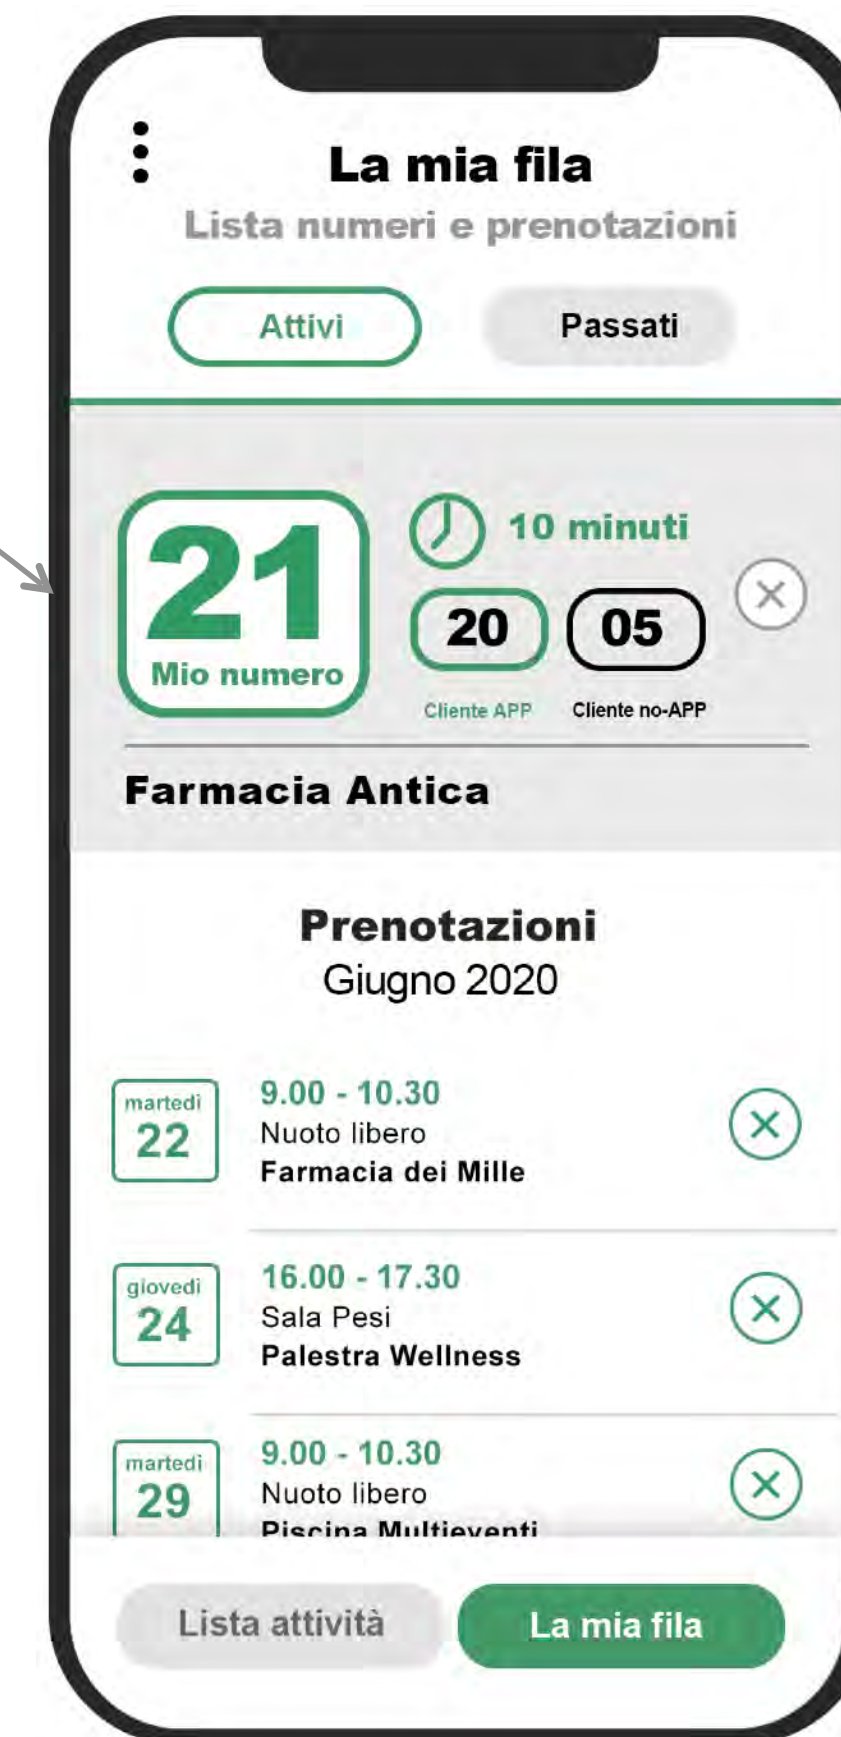 La mia fila
Lista numeri e prenotazioni
Attivi Passati
21
Mio numero
10 minuti
20 05
Cliente APP Cliente no-APP
Farmacia Antica
Prenotazioni
Giugno 2020
martedì
22
9.00 - 10.30
Nuoto libero
Farmacia dei Mille
giovedì
24
16.00 - 17.30
Sala Pesi
Palestra Wellness
martedì
29
9.00 - 10.30
Nuoto libero
Piscina Multieventi
Lista attività La mia fila